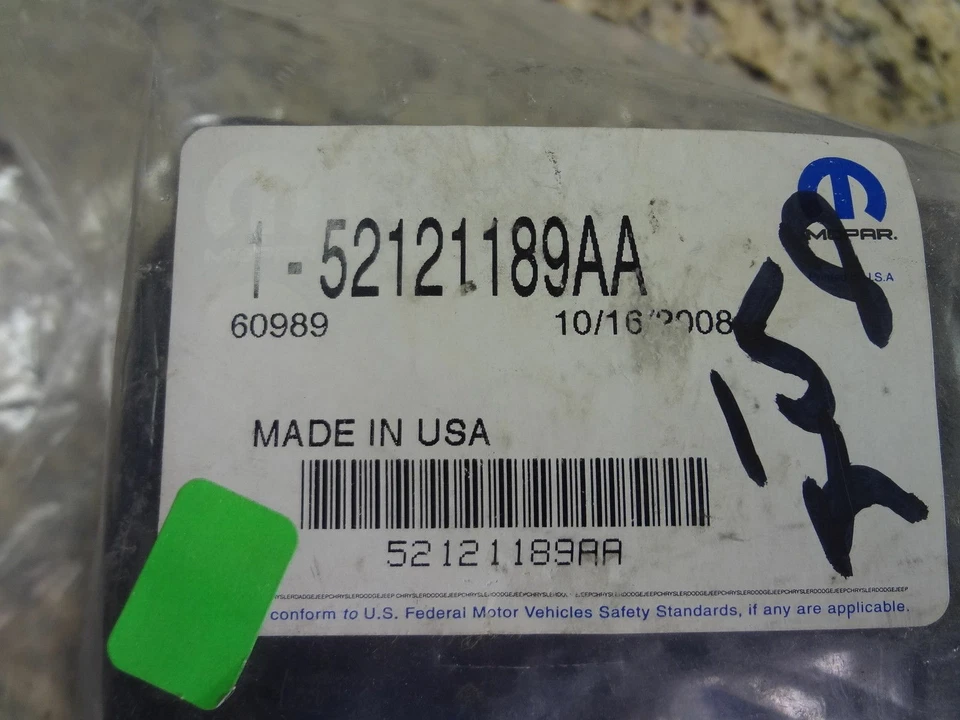 MOPAR.
1-52121189AA
U.S.A
60989 10/16/2008
159
MADE IN USA
52121189AA
conform to U.S. Federal Motor Vehicles Safety Standards, if any are applicable.